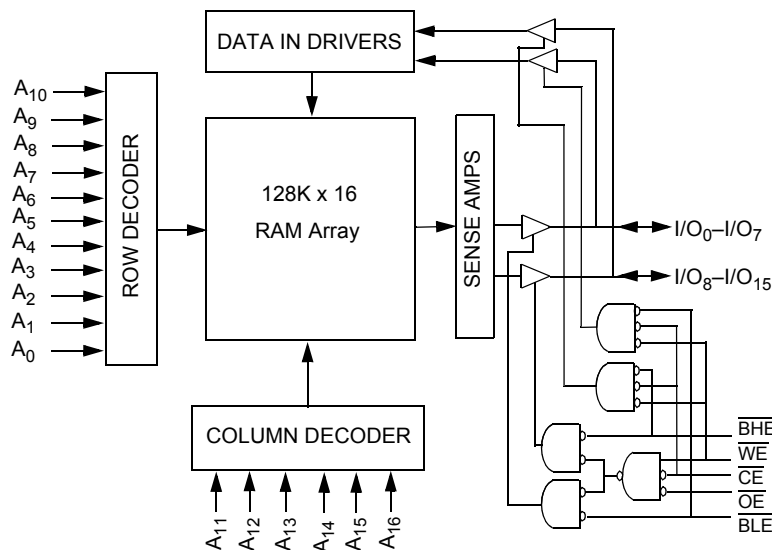 DATA IN DRIVERS
A10
A9
A8
A7
A6
A5
A4
A3
A2
A1
A0
ROW DECODER
128K x 16
RAM Array
SENSE AMPS
I/O0–I/O7
I/O8–I/O15
COLUMN DECODER
A11
A12
A13
A14
A15
A16
BHE
WE
CE
OE
BLE